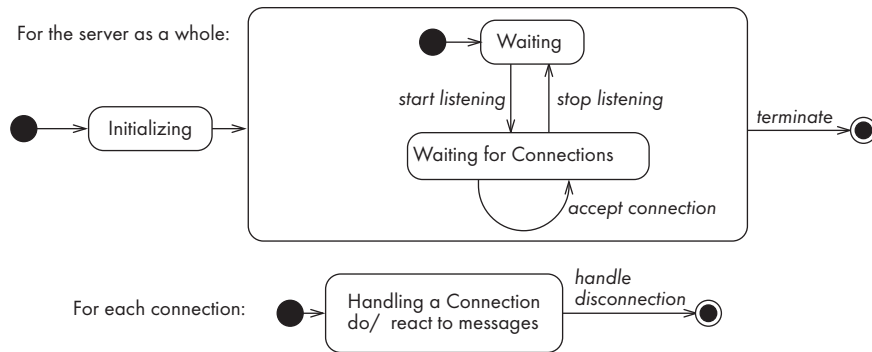 For the server as a whole:
Waiting
start listening
stop listening
Initializing
terminate
Waiting for Connections
accept connection
For each connection:
Handling a Connection
do/ react to messages
handle
disconnection